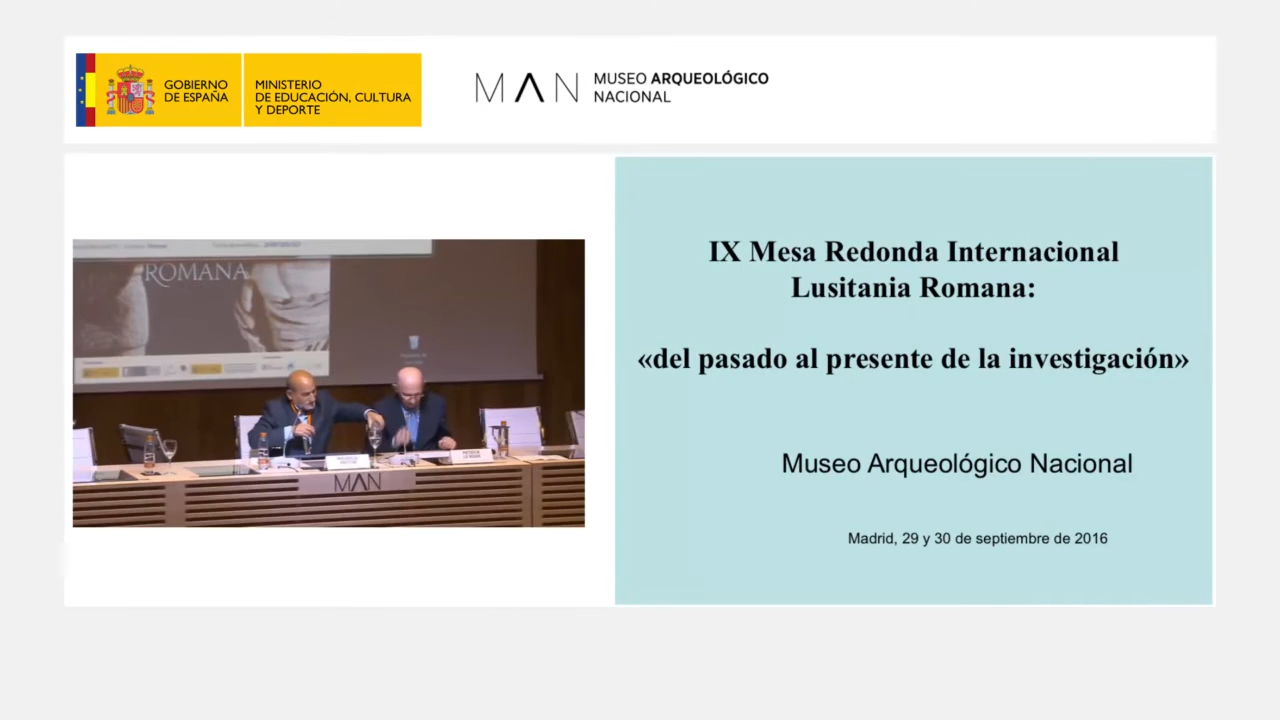 GOBIERNO
DE ESPAÑA
MINISTERIO
DE EDUCACIÓN, CULTURA
Y DEPORTE
MAN
MUSEO ARQUEOLÓGICO
NACIONAL
ROMANA
MAN
IX Mesa Redonda Internacional
Lusitania Romana:
«del pasado al presente de la investigación»
Museo Arqueológico Nacional
Madrid, 29 y 30 de septiembre de 2016